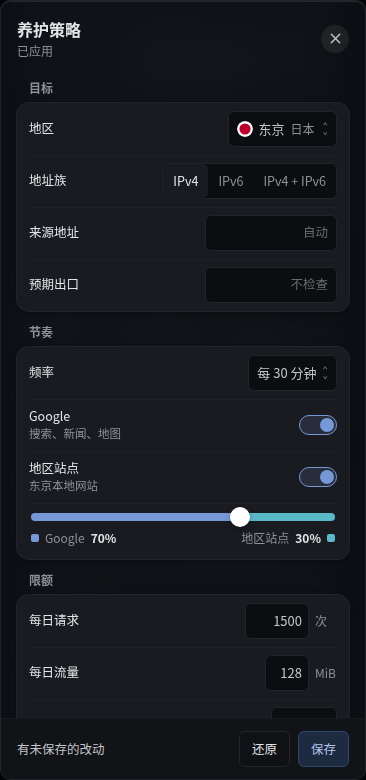 养护策略
已应用
目标
地区
东京 日本
地址族
IPv4 IPv6 IPv4 + IPv6
来源地址
自动
预期出口
不检查
节奏
频率
每 30 分钟
Google
搜索、新闻、地图
地区站点
东京本地网站
Google 70% 地区站点 30%
限额
每日请求
1500 次
每日流量
128 MiB
有未保存的改动
还原
保存